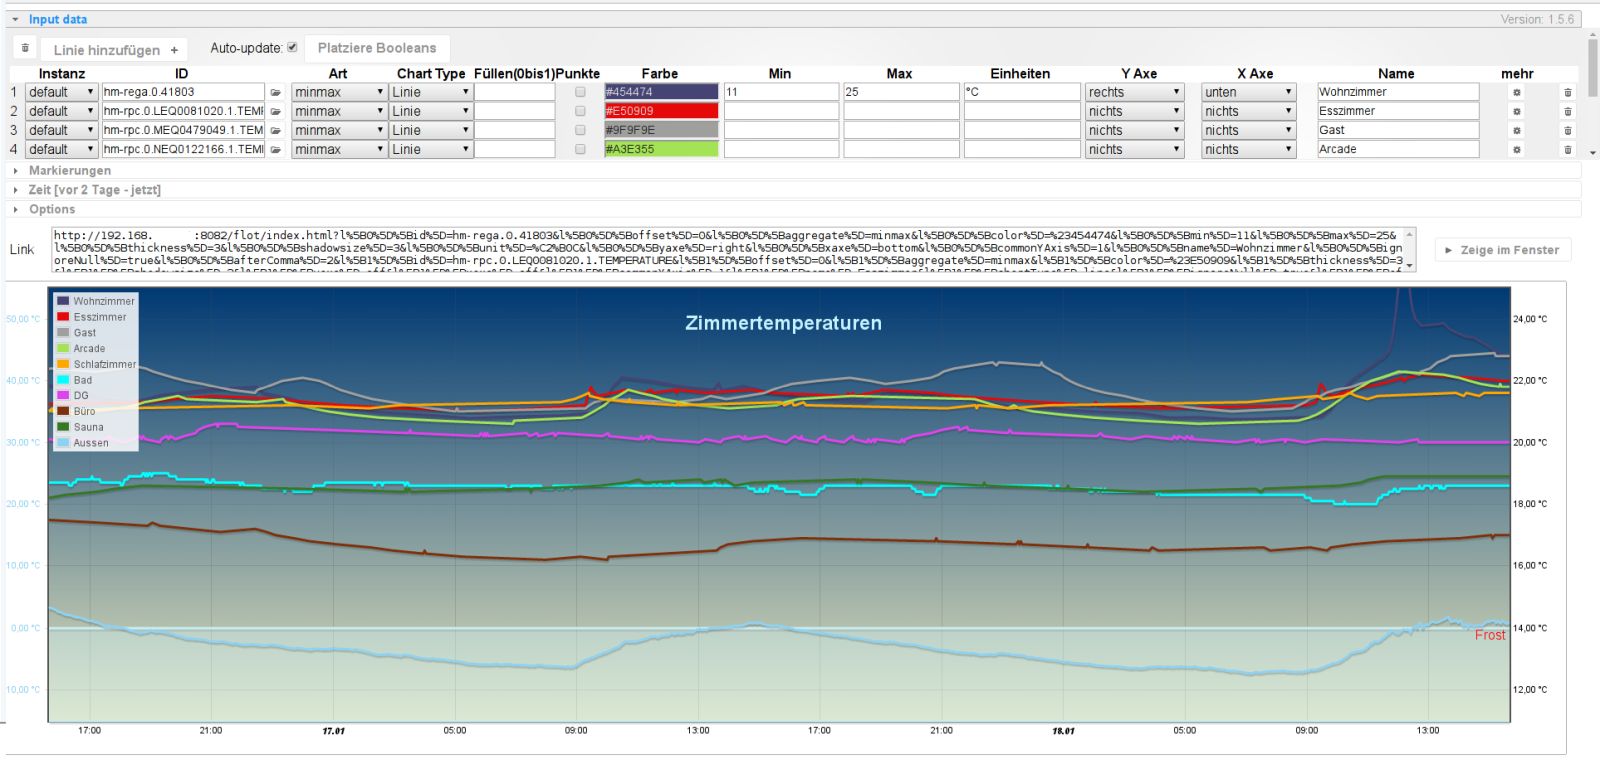 Input data
Version: 1.5.6
Linie hinzufügen +
Auto-update:
Platziere Booleans
Instanz ID Art Chart Type Füllen(0bis1) Punkte Farbe Min Max Einheiten Y Axe X Axe Name mehr
1 default hm-rega.0.41803 minmax Linie #454474 11 25 °C rechts unten Wohnzimmer
2 default hm-rpc.0.LEQ0081020.1.TEMP minmax Linie #E50909 nichts nichts Esszimmer
3 default hm-rpc.0.MEQ0479049.1.TEM minmax Linie #9F9F9E nichts nichts Gast
4 default hm-rpc.0.NEQ0122166.1.TEM minmax Linie #A3E355 nichts nichts Arcade
Markierungen
Zeit [vor 2 Tage - jetzt]
Options
Link
http://192.168. :8082/flot/index.html?l%5B0%5D%5Bid%5D=hm-rega.0.41803&l%5B0%5D%5Boffset%5D=0&l%5B0%5D%5Baggregate%5D=minmax&l%5B0%5D%5Bcolor%5D=%23454474&l%5B0%5D%5Bmin%5D=11&l%5B0%5D%5Bmax%5D=25&
l%5B0%5D%5Bthickness%5D=3&l%5B0%5D%5Bshadowsize%5D=3&l%5B0%5D%5Bunit%5D=%C2%B0C&l%5B0%5D%5Byaxe%5D=right&l%5B0%5D%5Bxaxe%5D=bottom&l%5B0%5D%5BcommonYAxis%5D=1&l%5B0%5D%5Bname%5D=Wohnzimmer&l%5B0%5D%5Bign
oreNull%5D=true&l%5B0%5D%5BafterComma%5D=2&l%5B1%5D%5Bid%5D=hm-rpc.0.LEQ0081020.1.TEMPERATURE&l%5B1%5D%5Boffset%5D=0&l%5B1%5D%5Baggregate%5D=minmax&l%5B1%5D%5Bcolor%5D=%23E50909&l%5B1%5D%5Bthickness%5D=3
Zeige im Fenster
Zimmertemperaturen
Wohnzimmer
Esszimmer
Gast
Arcade
Schlafzimmer
Bad
DG
Büro
Sauna
Aussen
50,00 °C
40,00 °C
30,00 °C
20,00 °C
10,00 °C
0,00 °C
10,00 °C
24,00 °C
22,00 °C
20,00 °C
18,00 °C
16,00 °C
14,00 °C
12,00 °C
Frost
17:00 21:00 17.01 05:00 09:00 13:00 17:00 21:00 18.01 05:00 09:00 13:00